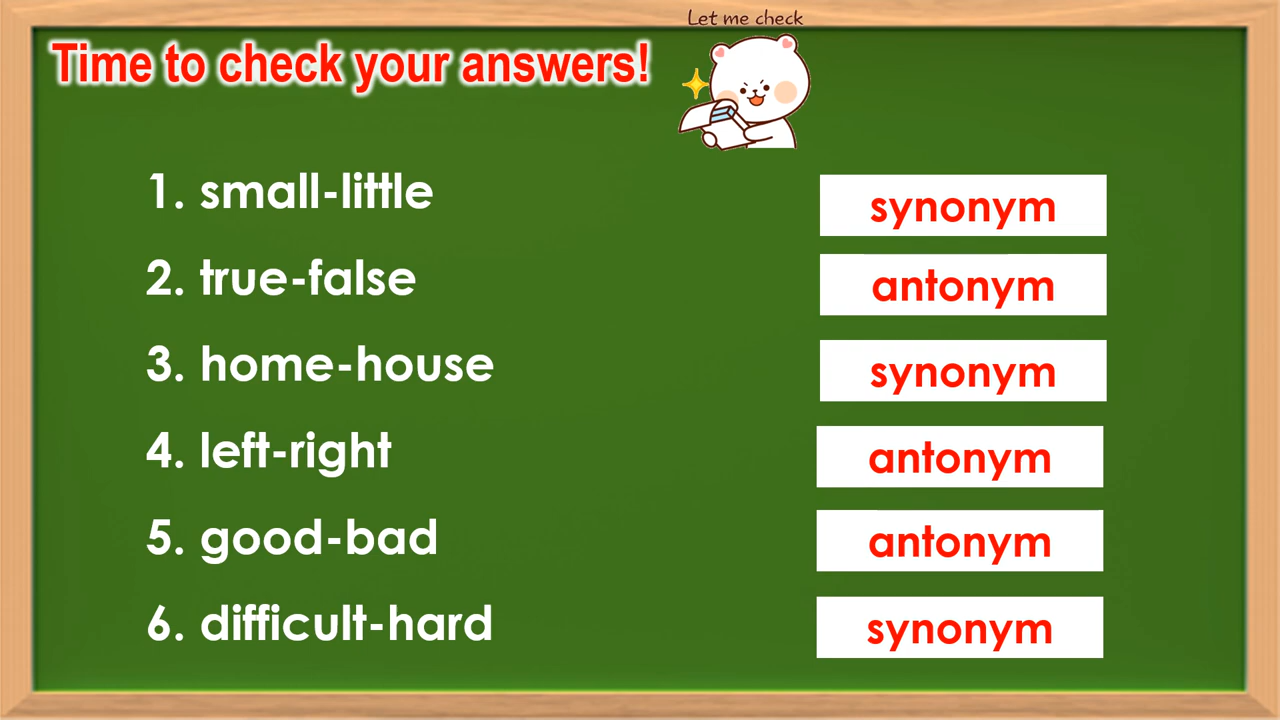 Let me check
Time to check your answers!
1. small-little
synonym
2. true-false
antonym
3. home-house
synonym
4. left-right
antonym
5. good-bad
antonym
6. difficult-hard
synonym